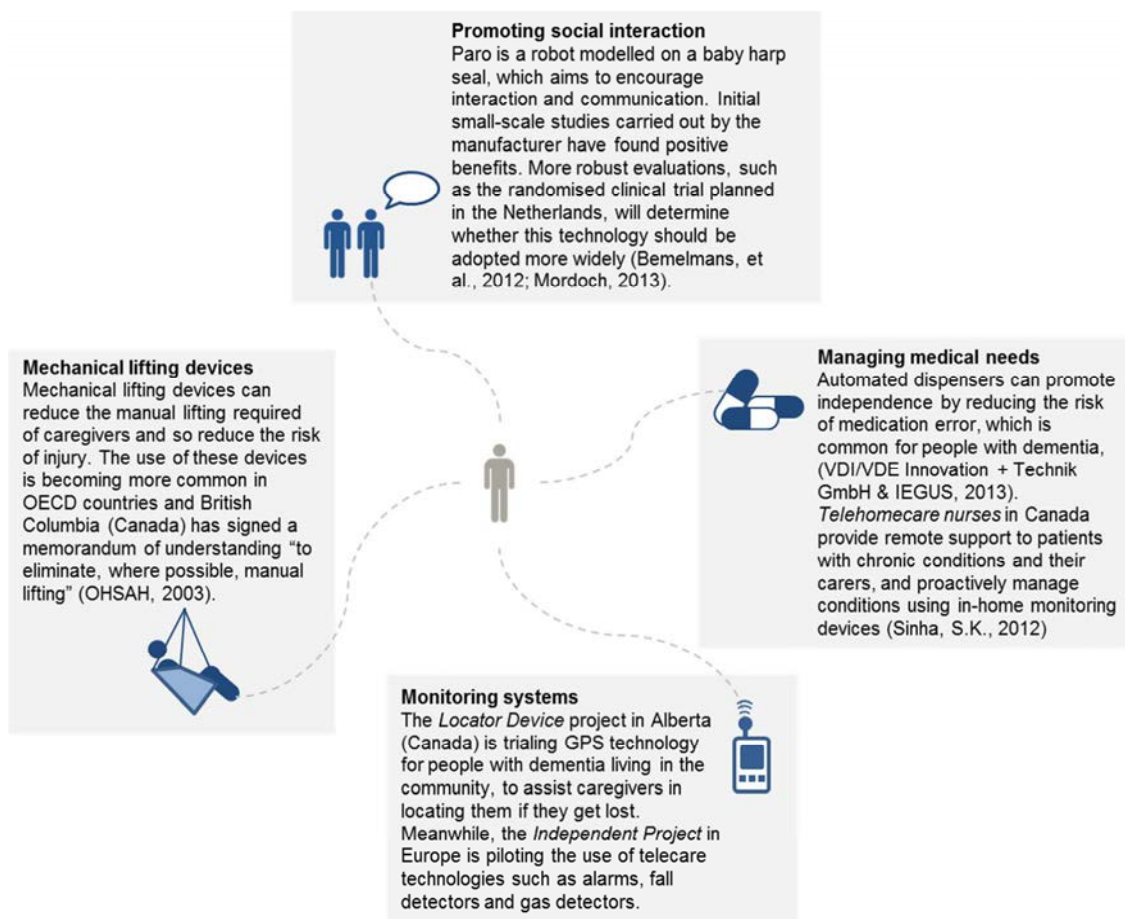 Promoting social interaction
Paro is a robot modelled on a baby harp
seal, which aims to encourage
interaction and communication. Initial
small-scale studies carried out by the
manufacturer have found positive
benefits. More robust evaluations, such
as the randomised clinical trial planned
in the Netherlands, will determine
whether this technology should be
adopted more widely (Bemelmans, et
al., 2012; Mordoch, 2013).
Mechanical lifting devices
Mechanical lifting devices can
reduce the manual lifting required
of caregivers and so reduce the risk
of injury. The use of these devices
is becoming more common in
OECD countries and British
Columbia (Canada) has signed a
memorandum of understanding “to
eliminate, where possible, manual
lifting” (OHSAH, 2003).
Managing medical needs
Automated dispensers can promote
independence by reducing the risk
of medication error, which is
common for people with dementia,
(VDI/VDE Innovation + Technik
GmbH & IEGUS, 2013).
Telehomecare nurses in Canada
provide remote support to patients
with chronic conditions and their
carers, and proactively manage
conditions using in-home monitoring
devices (Sinha, S.K., 2012)
Monitoring systems
The Locator Device project in Alberta
(Canada) is trialing GPS technology
for people with dementia living in the
community, to assist caregivers in
locating them if they get lost.
Meanwhile, the Independent Project in
Europe is piloting the use of telecare
technologies such as alarms, fall
detectors and gas detectors.